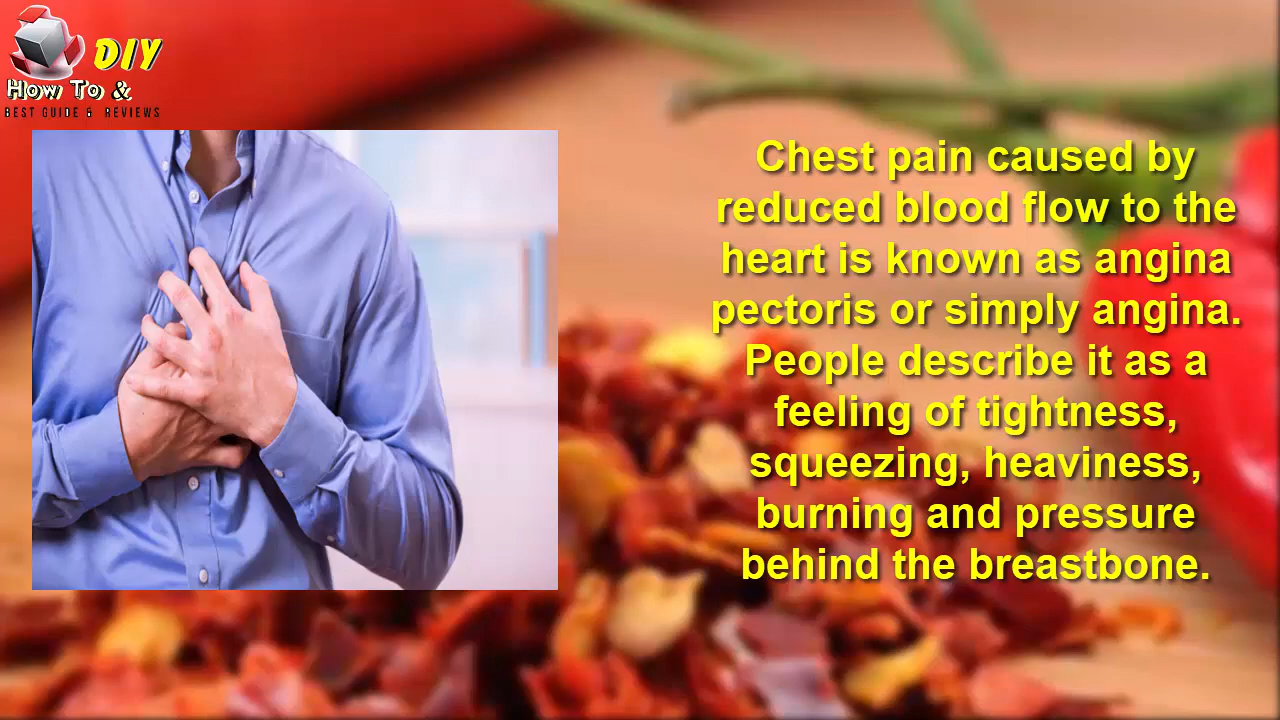 DIY
How To &
BEST GUIDE & REVIEWS
Chest pain caused by
reduced blood flow to the
heart is known as angina
pectoris or simply angina.
People describe it as a
feeling of tightness,
squeezing, heaviness,
burning and pressure
behind the breastbone.